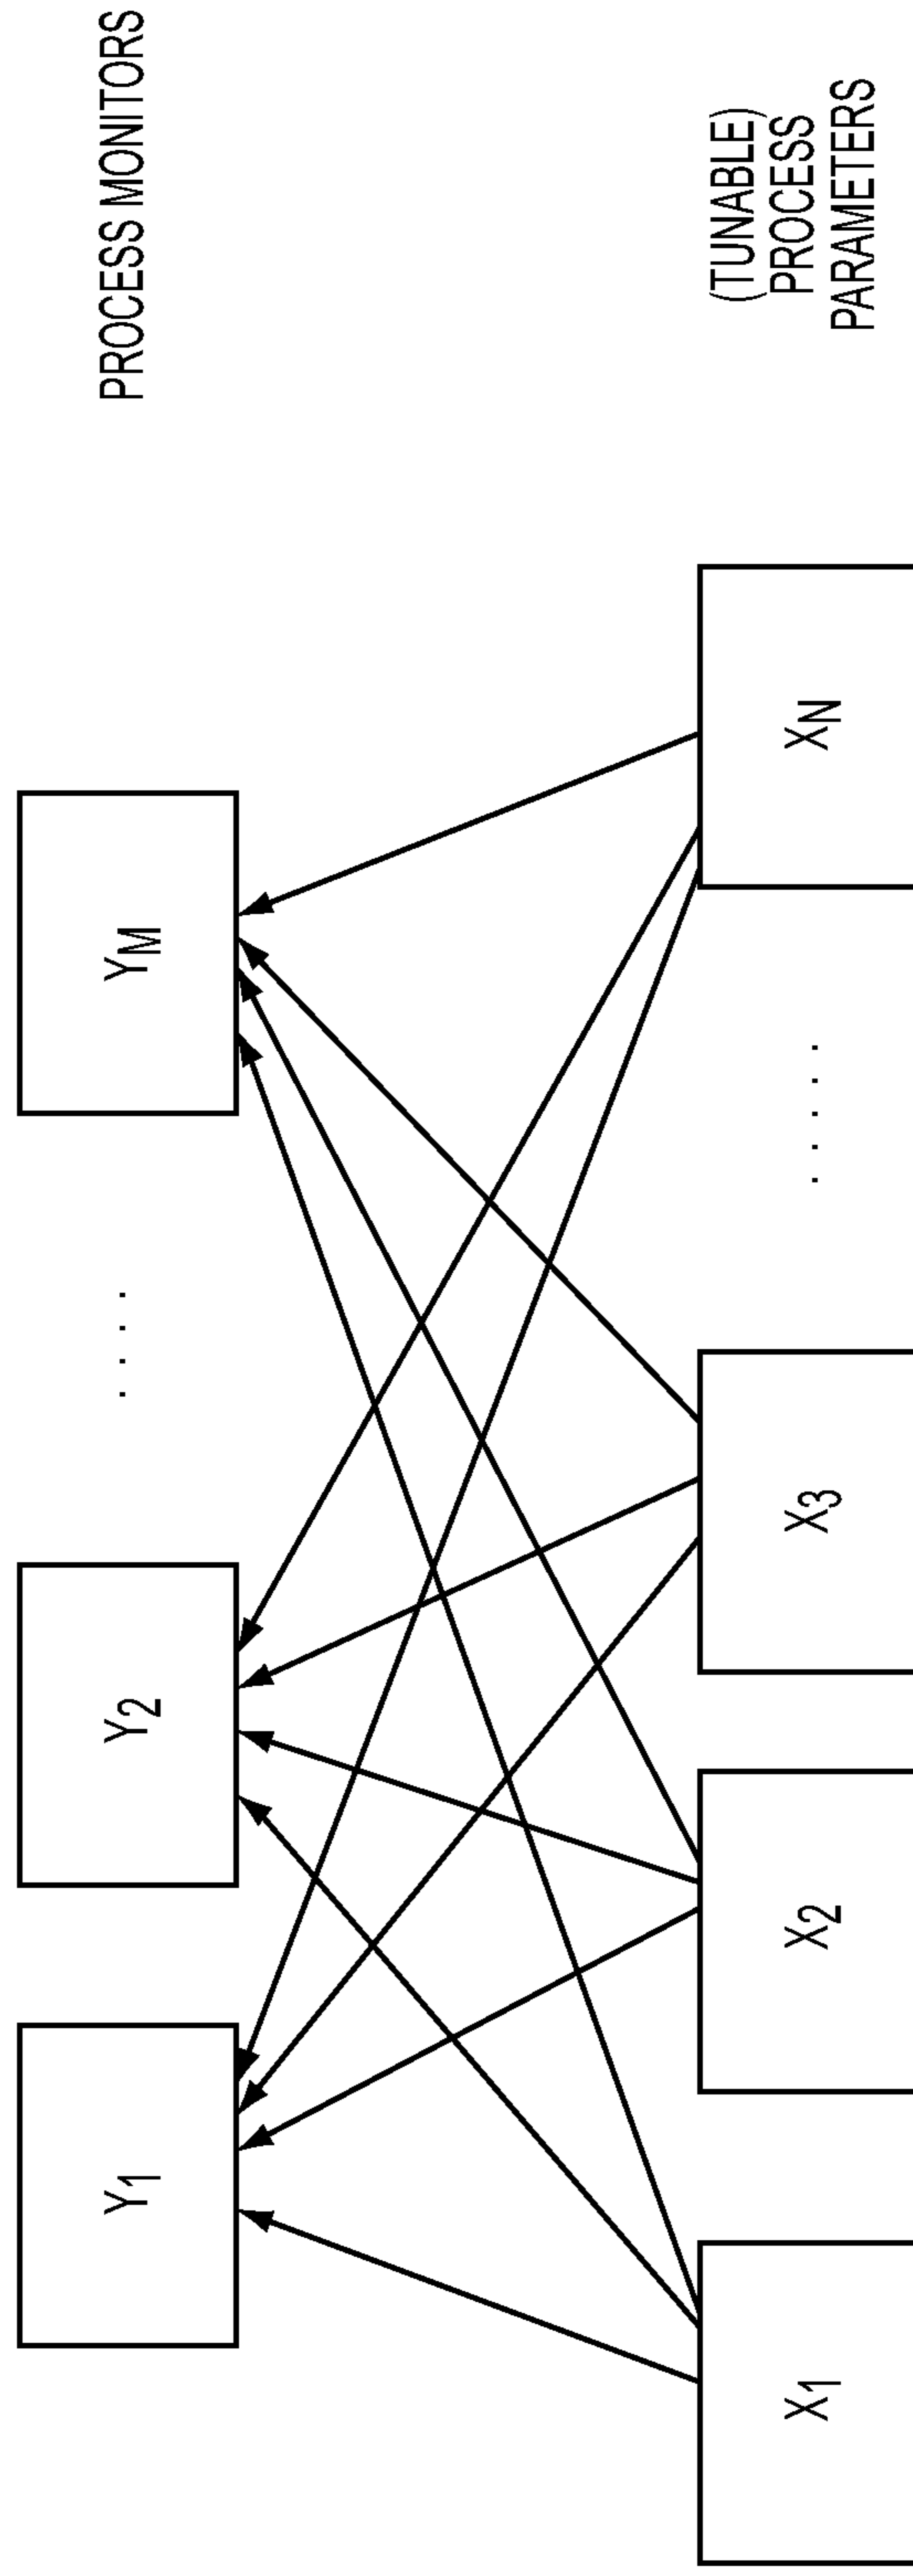 PROCESS MONITORS
Y1 Y2 . . . . YM
X1 X2 X3 . . . . . XN
(TUNABLE)
PROCESS
PARAMETERS